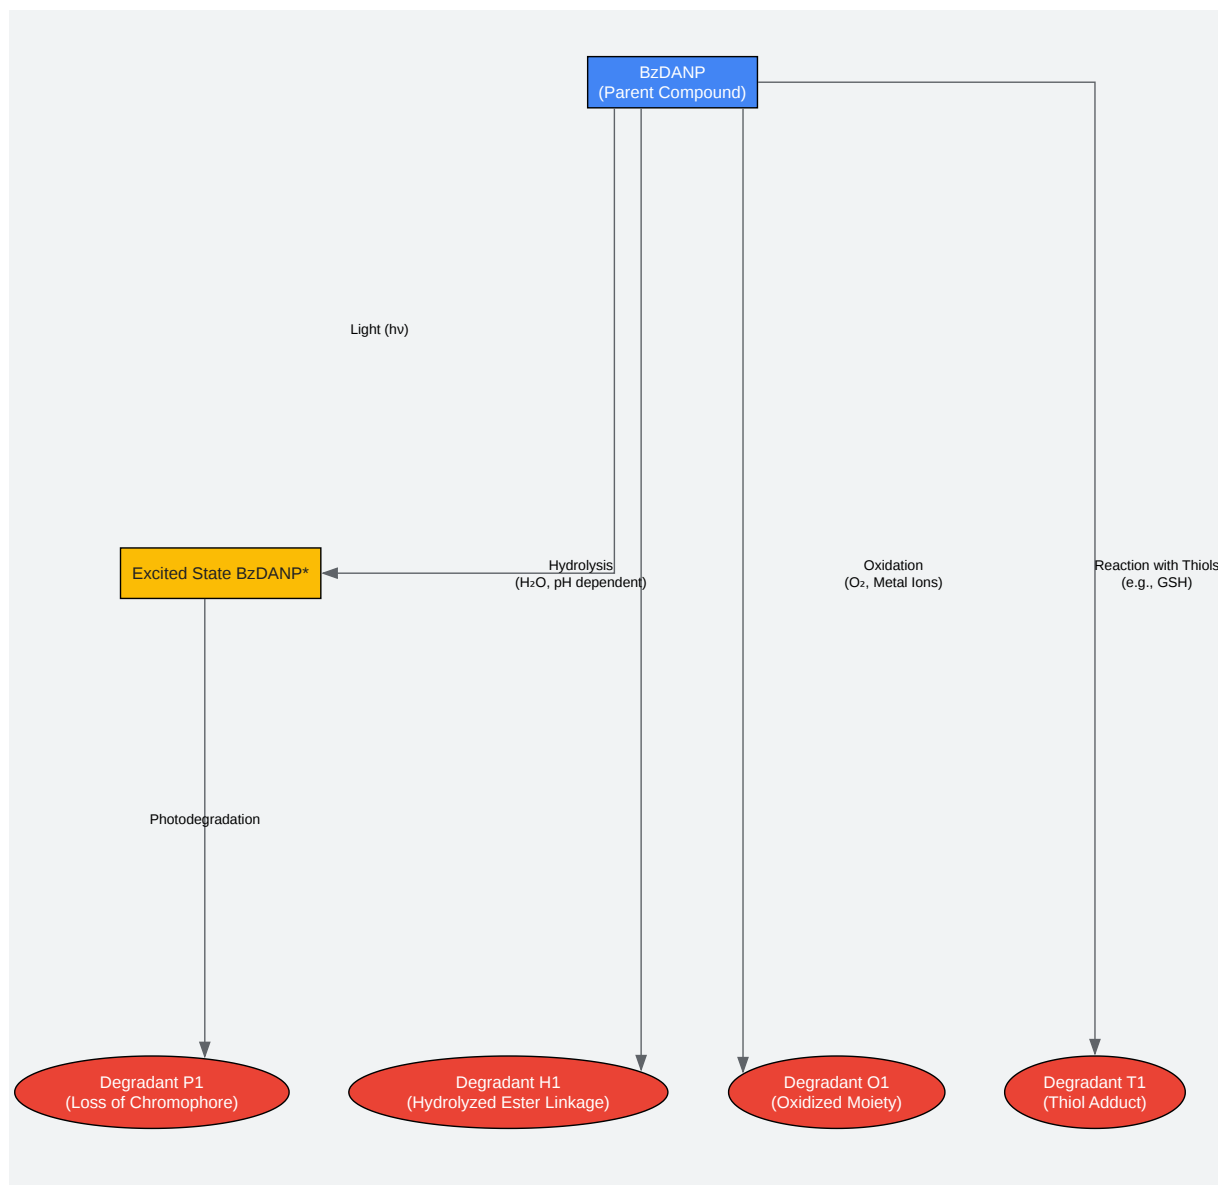 BzDANP
(Parent Compound)
Light (hν)
Excited State BzDANP*
Hydrolysis
(H₂O, pH dependent)
Oxidation
(O₂, Metal Ions)
Reaction with Thiols
(e.g., GSH)
Photodegradation
Degradant P1
(Loss of Chromophore)
Degradant H1
(Hydrolyzed Ester Linkage)
Degradant O1
(Oxidized Moiety)
Degradant T1
(Thiol Adduct)